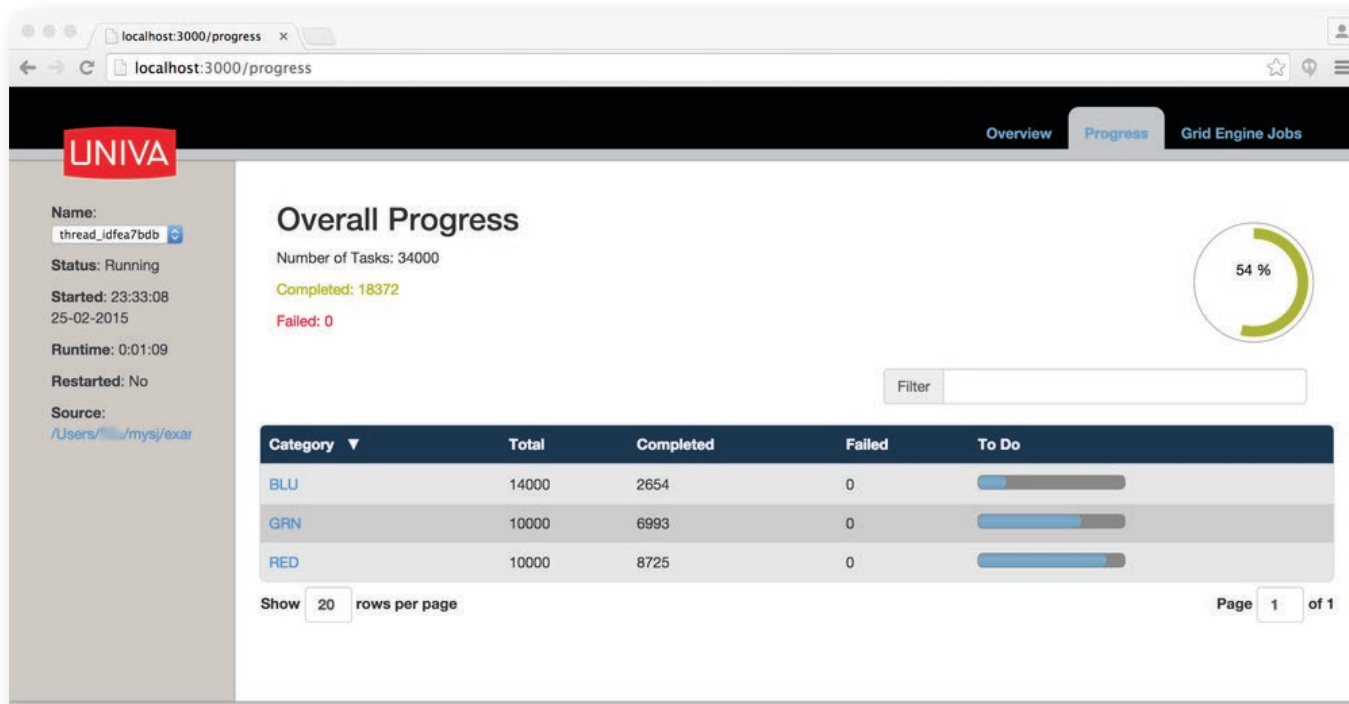 localhost:3000/progress ×
localhost:3000/progress
UNIVA
Overview Progress Grid Engine Jobs
Name:
thread_idfea7bdb
Status: Running
Started: 23:33:08
25-02-2015
Runtime: 0:01:09
Restarted: No
Source:
/Users/ /mysj/exar
Overall Progress
Number of Tasks: 34000
Completed: 18372
Failed: 0
54 %
Filter
Category ▼ Total Completed Failed To Do
BLU 14000 2654 0
GRN 10000 6993 0
RED 10000 8725 0
Show 20 rows per page
Page 1 of 1